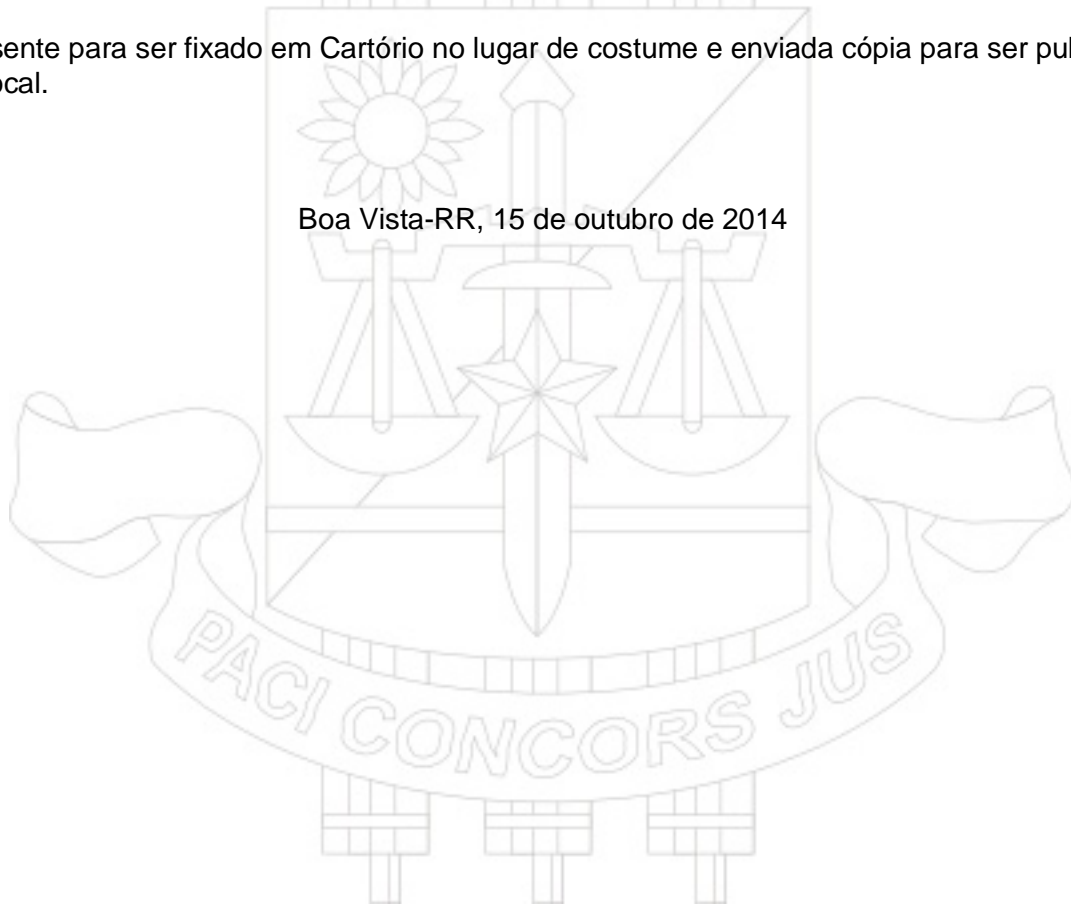 sente para ser fixado em Cartório no lugar de costume e enviada cópia para ser pul
ocal.
Boa Vista-RR, 15 de outubro de 2014
PACI CONCORS JUS